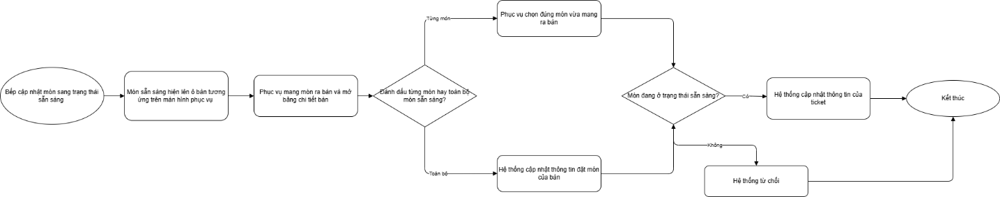 Bếp cập nhật món sang trạng thái
sẵn sàng
Món sẵn sàng hiện lên ô bàn tương
ứng trên màn hình phục vụ
Phục vụ mang món ra bàn và mở
bảng chi tiết bàn
Đánh dấu từng món hay toàn bộ
món sẵn sàng?
Từng món
Phục vụ chọn đúng món vừa mang
ra bàn
Toàn bộ
Hệ thống cập nhật thông tin đặt món
của bàn
Món đang ở trạng thái sẵn sàng?
Có
Hệ thống cập nhật thông tin của
ticket
Không
Hệ thống từ chối
Kết thúc